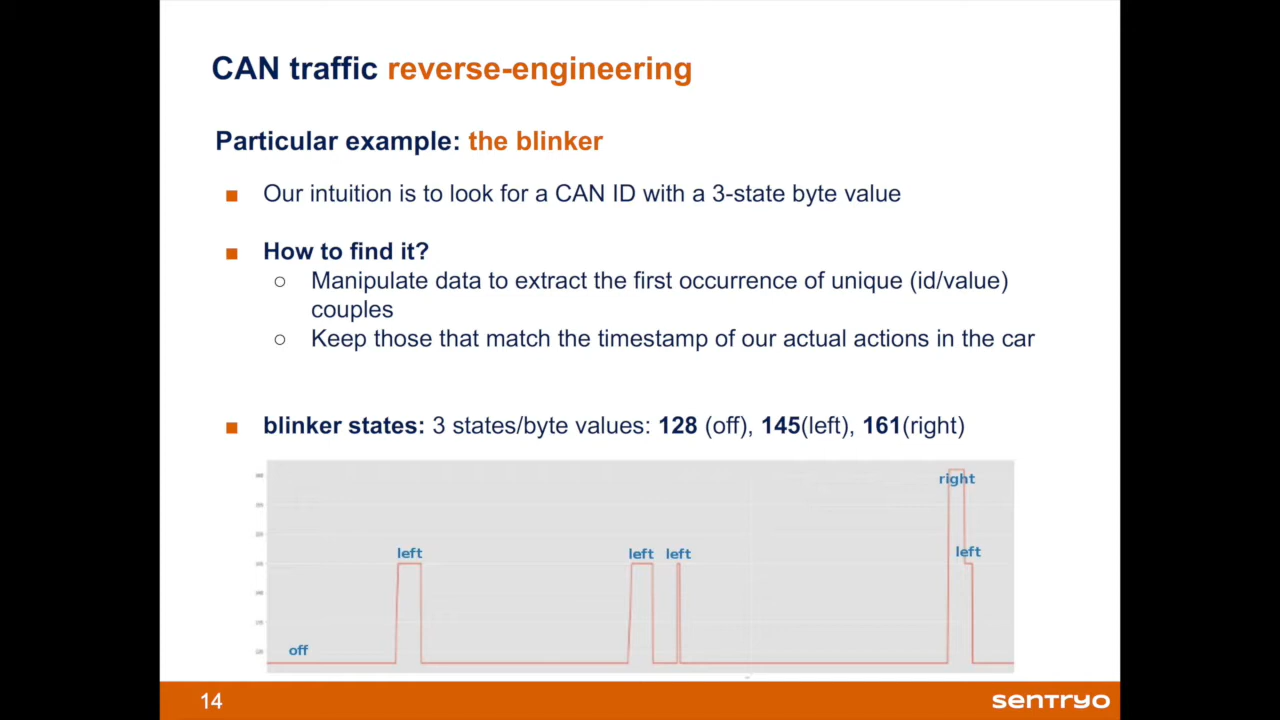 CAN traffic reverse-engineering
Particular example: the blinker
■ Our intuition is to look for a CAN ID with a 3-state byte value
■ How to find it?
○ Manipulate data to extract the first occurrence of unique (id/value)
couples
○ Keep those that match the timestamp of our actual actions in the car
■ blinker states: 3 states/byte values: 128 (off), 145(left), 161(right)
right
left
left
left
left
off
14
sentryo